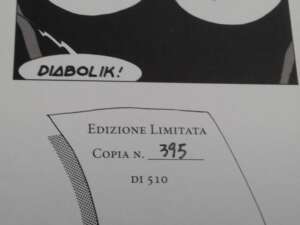 DIABOLIK!
EDIZIONE LIMITATA
COPIA N. 395
DI 510